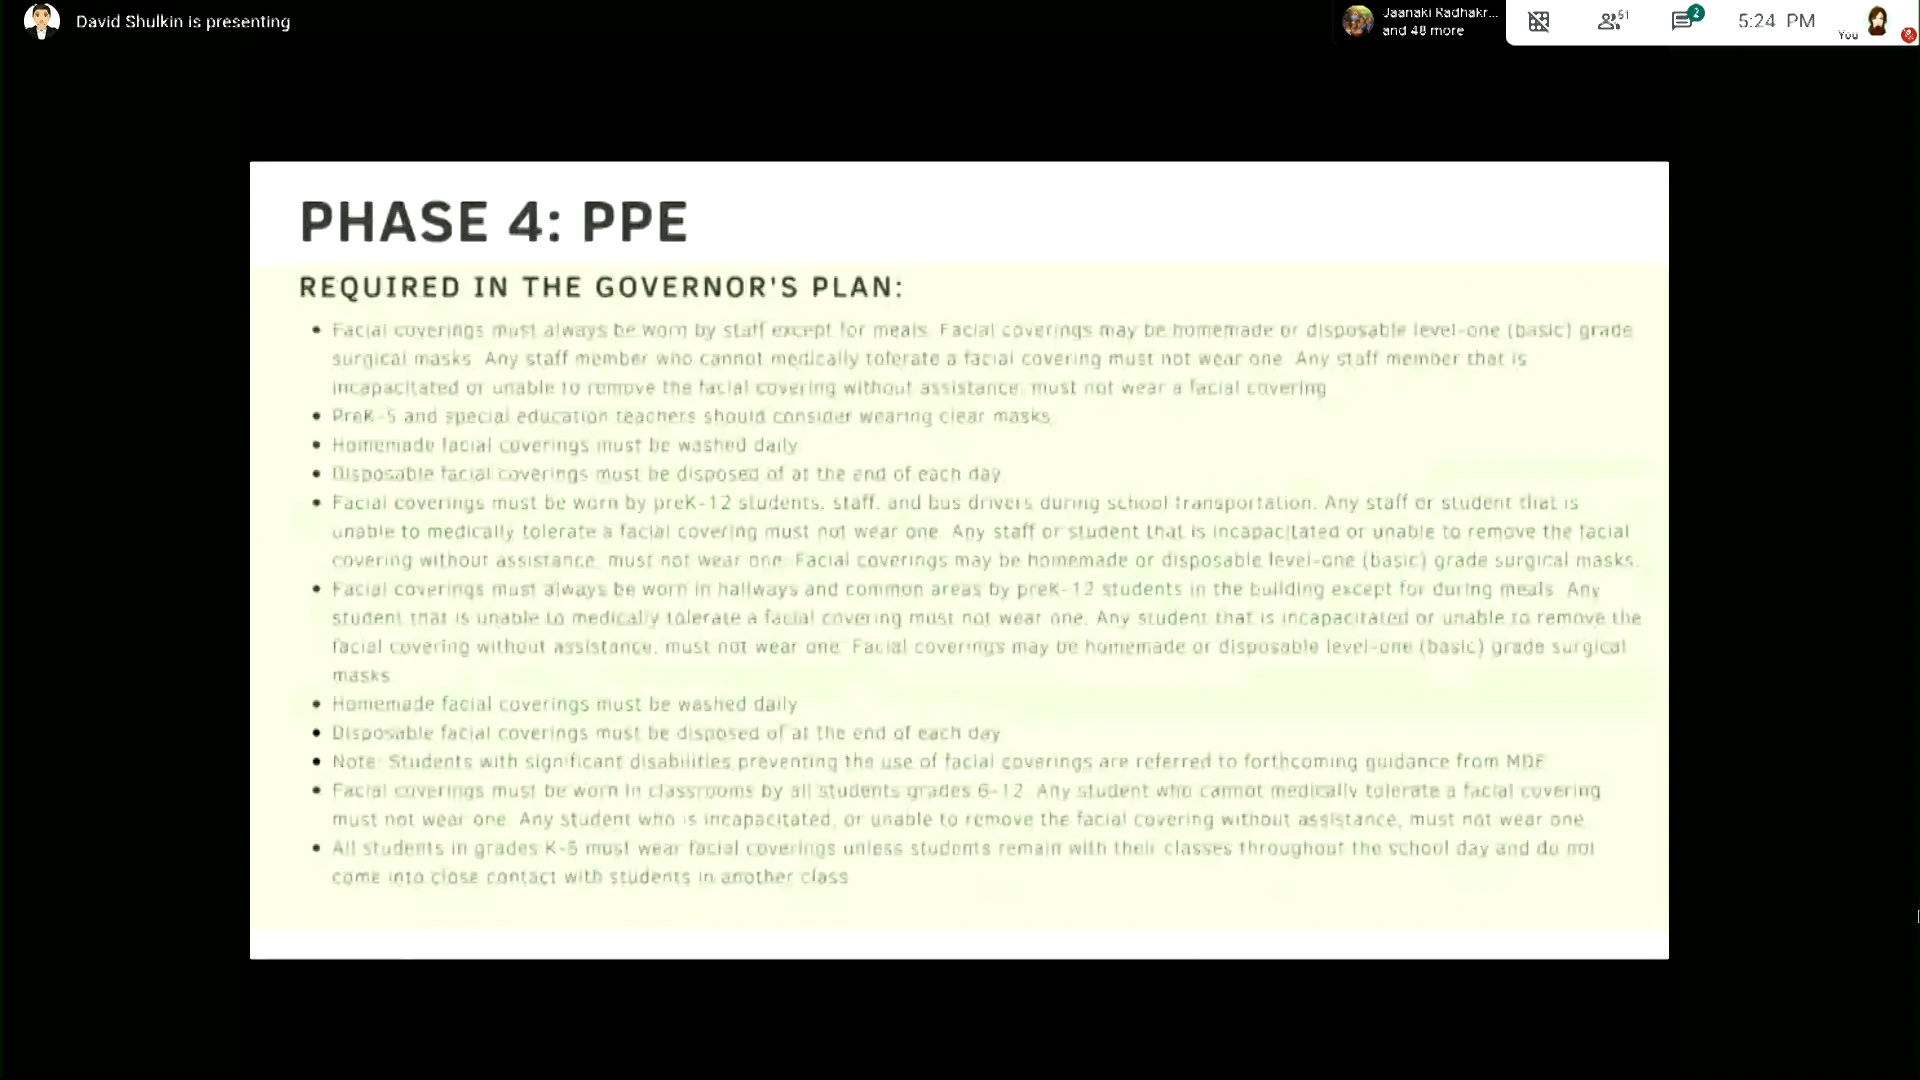 David Shulkin is presenting
Jaanaki Radhakr...
and 48 more
51
2
5:24 PM
You
PHASE 4: PPE
REQUIRED IN THE GOVERNOR'S PLAN:
• Facial coverings must always be worn by staff except for meals. Facial coverings may be homemade or disposable level-one (basic) grade
surgical masks. Any staff member who cannot medically tolerate a facial covering must not wear one. Any staff member that is
incapacitated or unable to remove the facial covering without assistance, must not wear a facial covering
• PreK-5 and special education teachers should consider wearing clear masks.
• Homemade facial coverings must be washed daily
• Disposable facial coverings must be disposed of at the end of each day.
• Facial coverings must be worn by preK-12 students, staff, and bus drivers during school transportation. Any staff or student that is
unable to medically tolerate a facial covering must not wear one. Any staff or student that is incapacitated or unable to remove the facial
covering without assistance, must not wear one. Facial coverings may be homemade or disposable level-one (basic) grade surgical masks.
• Facial coverings must always be worn in hallways and common areas by preK-12 students in the building except for during meals. Any
student that is unable to medically tolerate a facial covering must not wear one. Any student that is incapacitated or unable to remove the
facial covering without assistance, must not wear one. Facial coverings may be homemade or disposable level-one (basic) grade surgical
masks
• Homemade facial coverings must be washed daily
• Disposable facial coverings must be disposed of at the end of each day
• Note: Students with significant disabilities preventing the use of facial coverings are referred to forthcoming guidance from MDE
• Facial coverings must be worn in classrooms by all students grades 6-12. Any student who cannot medically tolerate a facial covering
must not wear one. Any student who is incapacitated, or unable to remove the facial covering without assistance, must not wear one
• All students in grades K-5 must wear facial coverings unless students remain with their classes throughout the school day and do not
come into close contact with students in another class